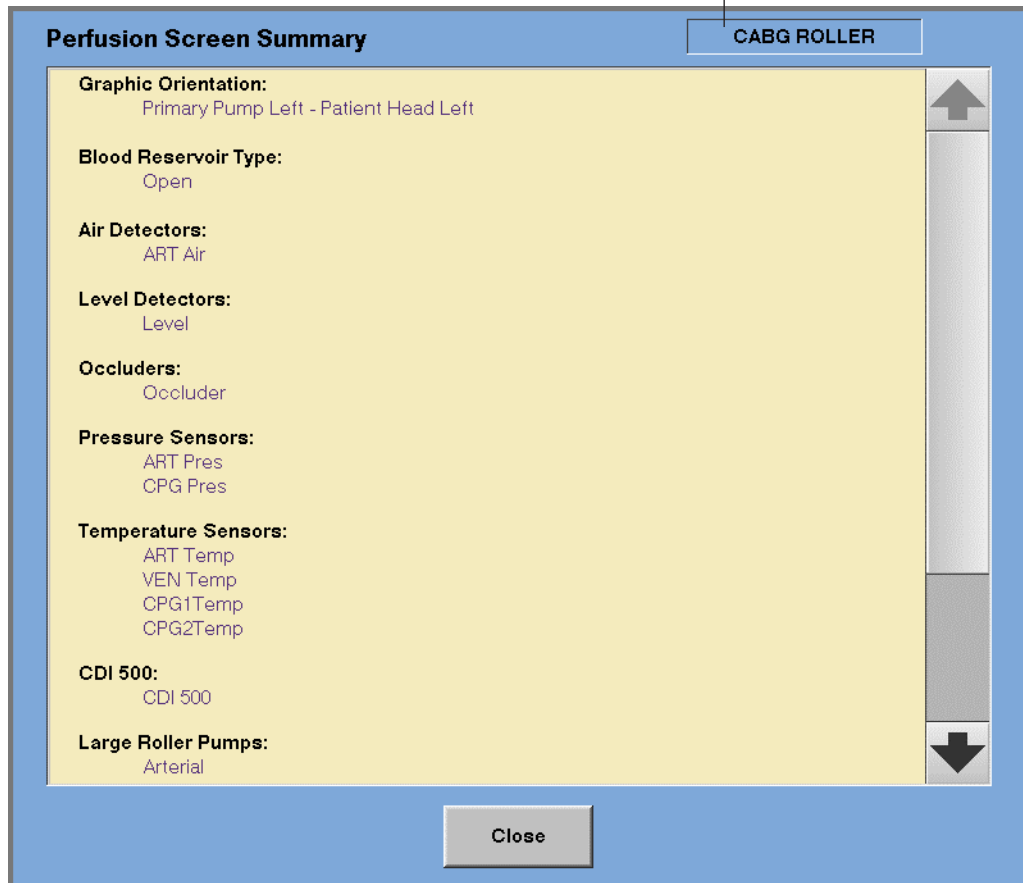 Perfusion Screen Summary
CABG ROLLER
Graphic Orientation:
Primary Pump Left - Patient Head Left
Blood Reservoir Type:
Open
Air Detectors:
ART Air
Level Detectors:
Level
Occluders:
Occluder
Pressure Sensors:
ART Pres
CPG Pres
Temperature Sensors:
ART Temp
VEN Temp
CPG1Temp
CPG2Temp
CDI 500:
CDI 500
Large Roller Pumps:
Arterial
Close